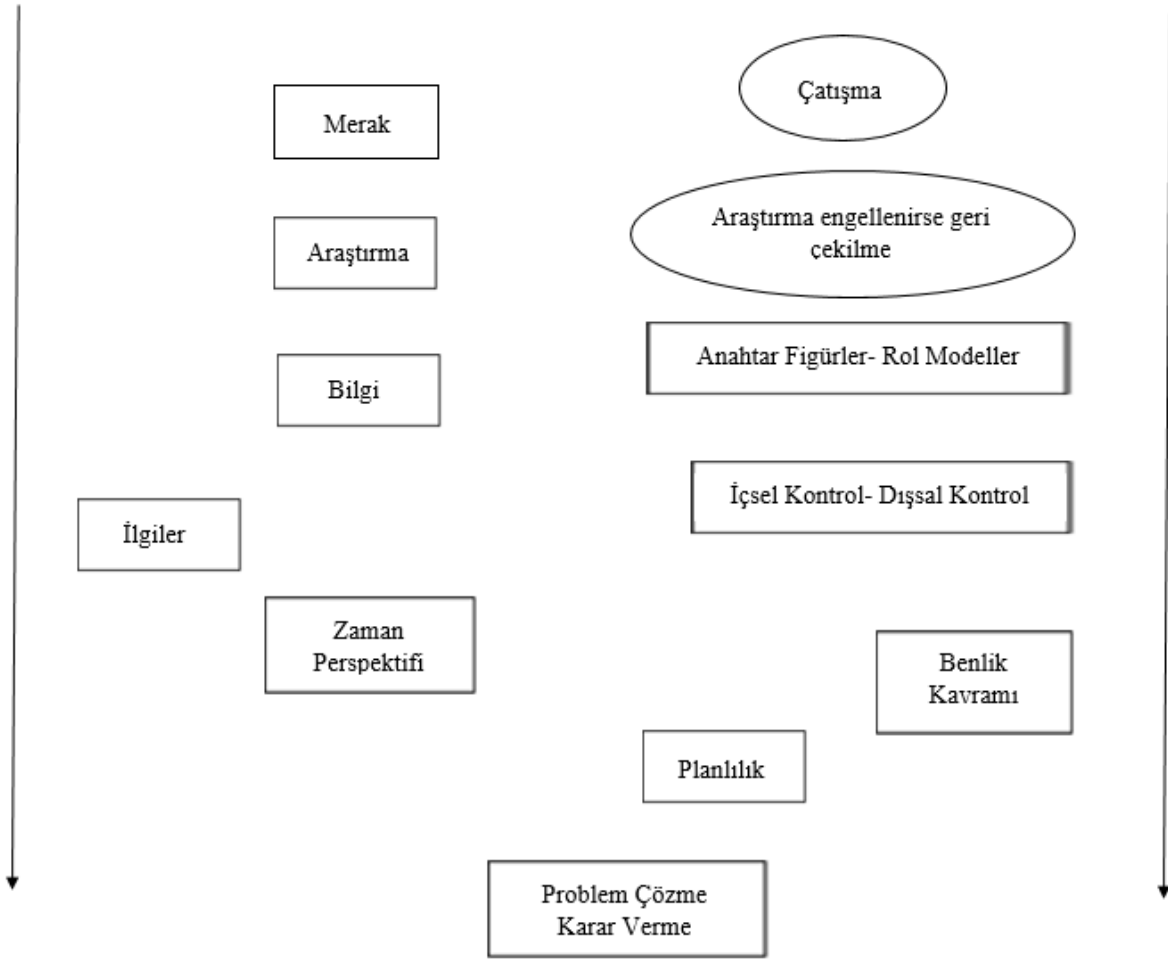 Çatışma
Merak
Araştırma engellenirse geri
çekilme
Araştırma
Anahtar Figürler- Rol Modeller
Bilgi
İçsel Kontrol- Dışsal Kontrol
İlgiler
Zaman
Perspektifi
Benlik
Kavramı
Planlılık
Problem Çözme
Karar Verme